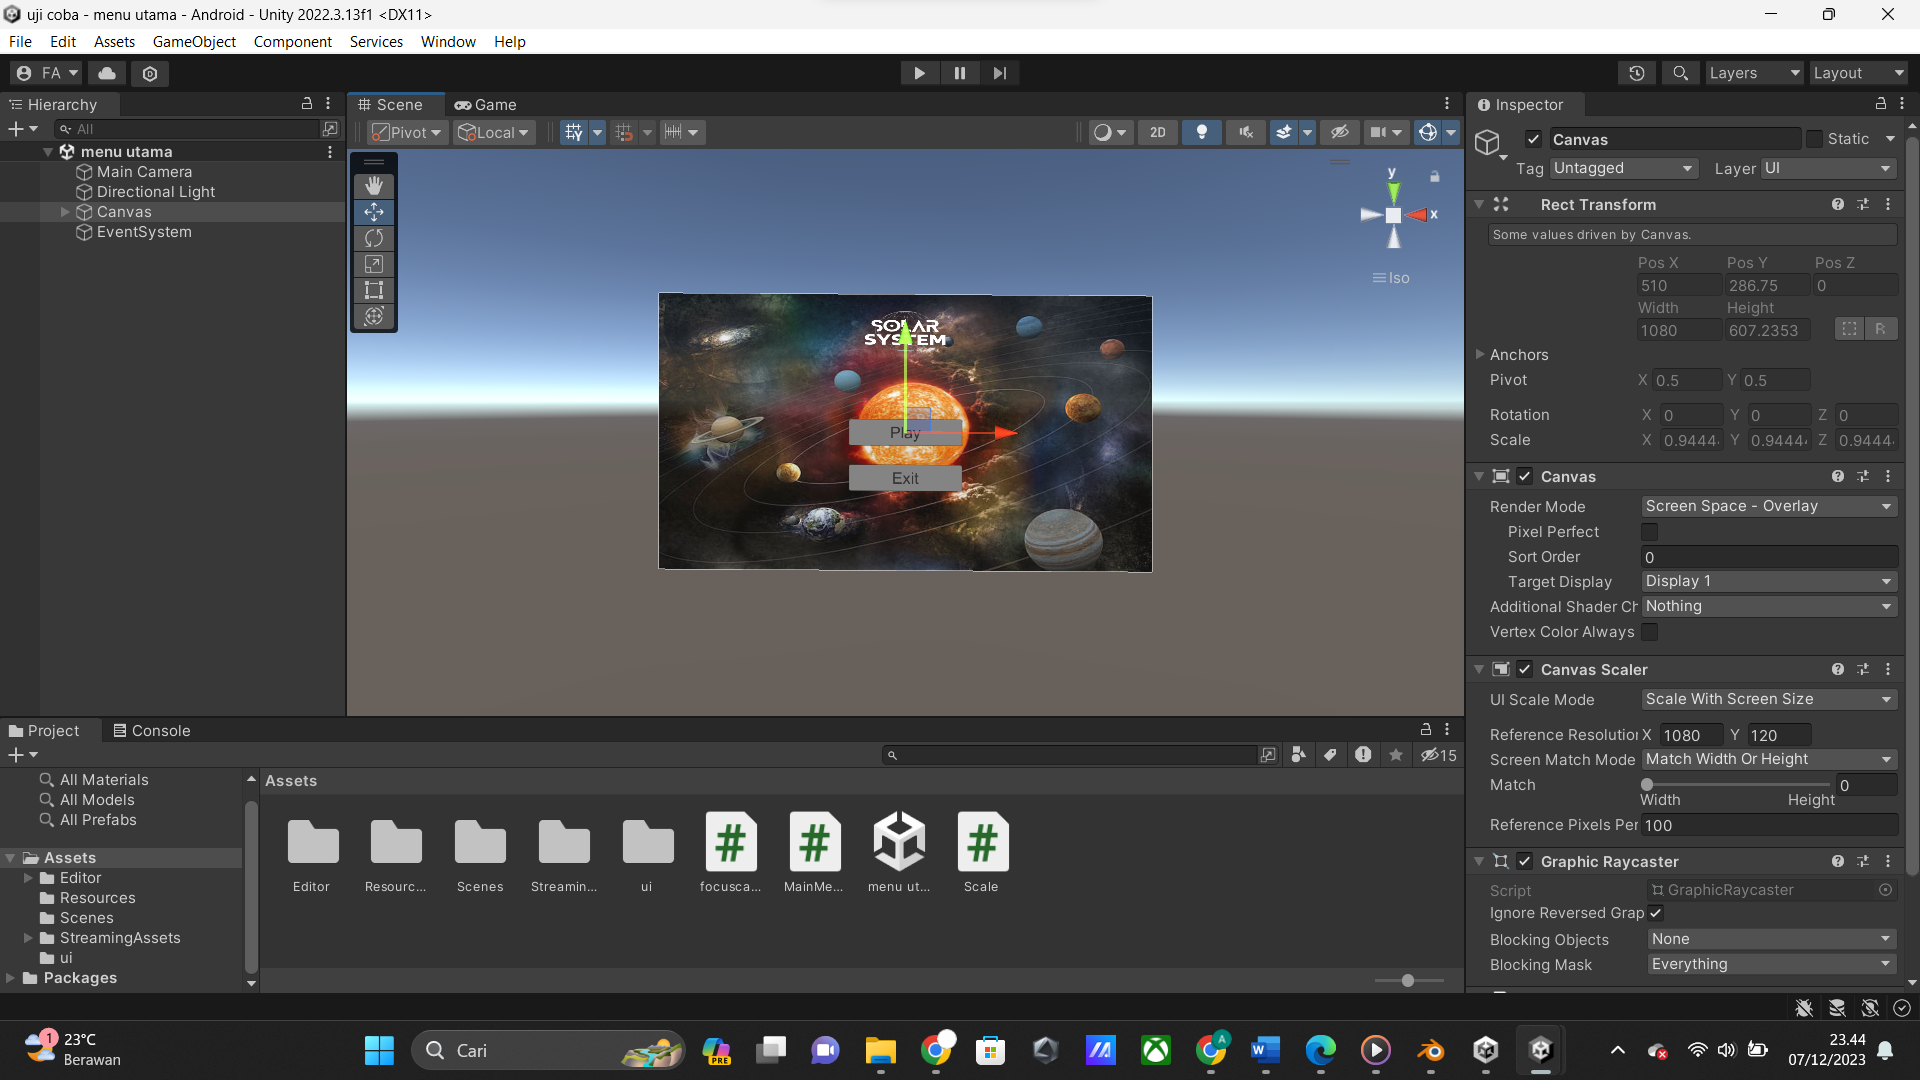 uji coba - menu utama - Android - Unity 2022.3.13f1 <DX11>
File Edit Assets GameObject Component Services Window Help
FA
Layers Layout
Hierarchy
All
menu utama
Main Camera
Directional Light
Canvas
EventSystem
Scene Game
Pivot Local 2D
y
x
Iso
SOLAR
SYSTEM
Play
Exit
Inspector
Canvas Static
Tag Untagged Layer UI
Rect Transform
Some values driven by Canvas.
Pos X Pos Y Pos Z
510 286.75 0
Width Height
1080 607.2353 R
Anchors
Pivot X 0.5 Y 0.5
Rotation X 0 Y 0 Z 0
Scale X 0.9444 Y 0.9444 Z 0.9444
Canvas
Render Mode Screen Space - Overlay
Pixel Perfect
Sort Order 0
Target Display Display 1
Additional Shader Ch Nothing
Vertex Color Always
Canvas Scaler
UI Scale Mode Scale With Screen Size
Reference Resolution X 1080 Y 120
Screen Match Mode Match Width Or Height
Match 0
Width Height
Reference Pixels Per 100
Graphic Raycaster
Script GraphicRaycaster
Ignore Reversed Grap
Blocking Objects None
Blocking Mask Everything
Project Console
15
All Materials
All Models
All Prefabs
Assets
Editor
Resources
Scenes
StreamingAssets
ui
Packages
Assets
Editor Resourc... Scenes Streamin... ui focusca... MainMe... menu ut... Scale
1
23°C
Berawan
Cari
PRE
A
W
23.44
07/12/2023